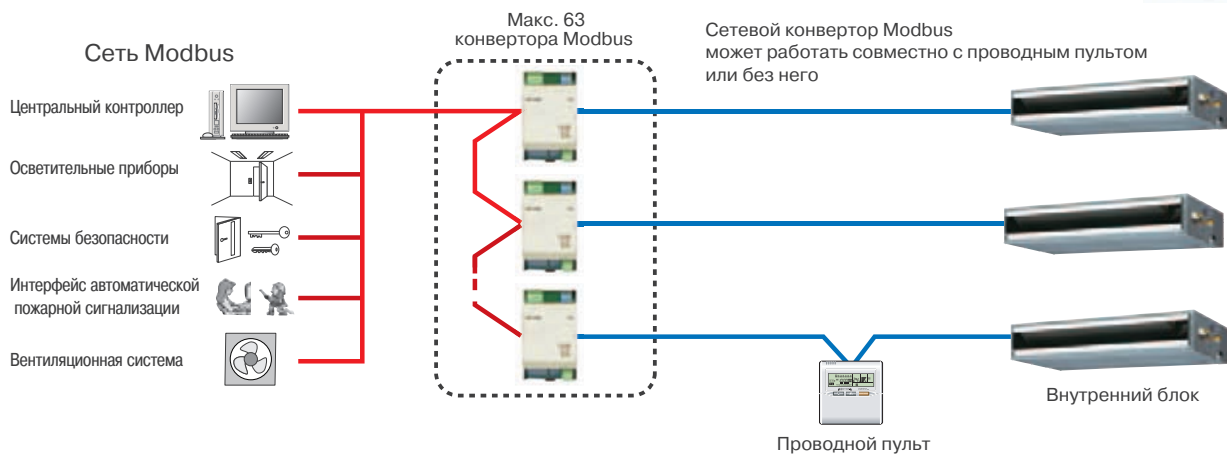 Сеть Modbus
Макс. 63
конвертора Modbus
Сетевой конвертор Modbus
может работать совместно с проводным пультом
или без него
Центральный контроллер
Осветительные приборы
Системы безопасности
Интерфейс автоматической
пожарной сигнализации
Вентиляционная система
Внутренний блок
Проводной пульт